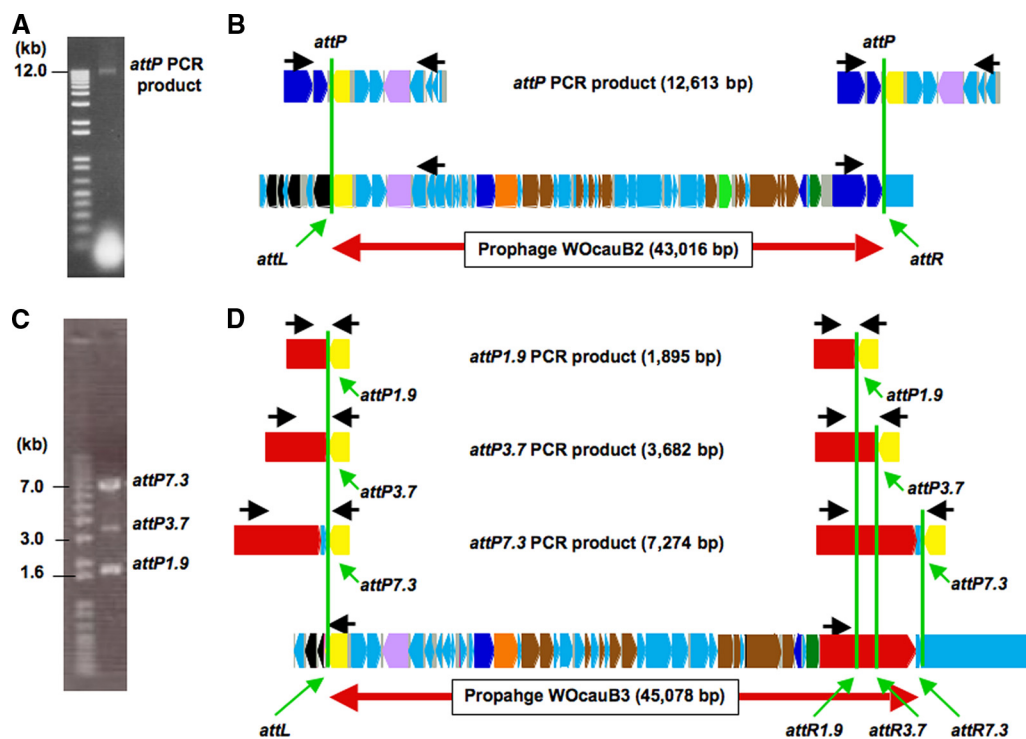 A
(kb)
12.0
attP PCR
product
B
attP
attP
attP PCR product (12,613 bp)
attL
Prophage WOcauB2 (43,016 bp)
attR
C
(kb)
7.0
3.0
1.6
attP7.3
attP3.7
attP1.9
D
attP1.9 PCR product (1,895 bp)
attP1.9
attP1.9
attP3.7 PCR product (3,682 bp)
attP3.7
attP3.7
attP7.3 PCR product (7,274 bp)
attP7.3
attP7.3
attL
Propahge WOcauB3 (45,078 bp)
attR1.9
attR3.7
attR7.3